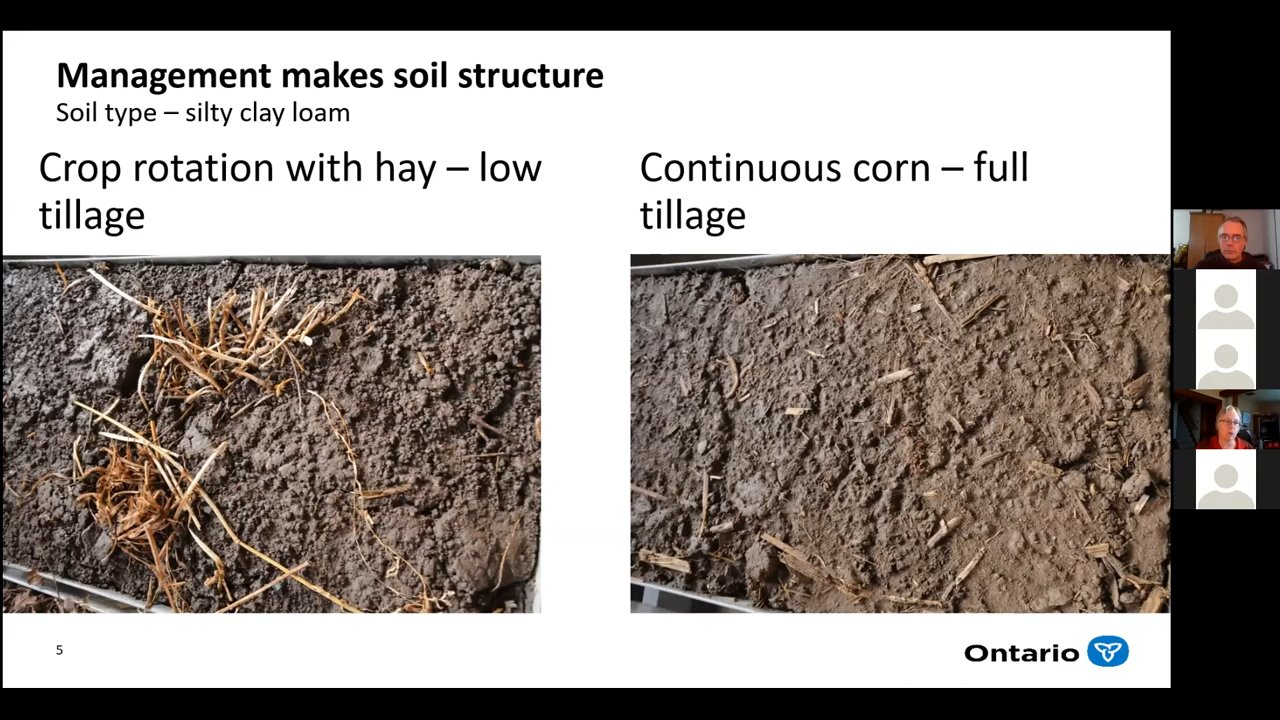 Management makes soil structure
Soil type – silty clay loam
Crop rotation with hay – low
tillage
Continuous corn – full
tillage
5
Ontario